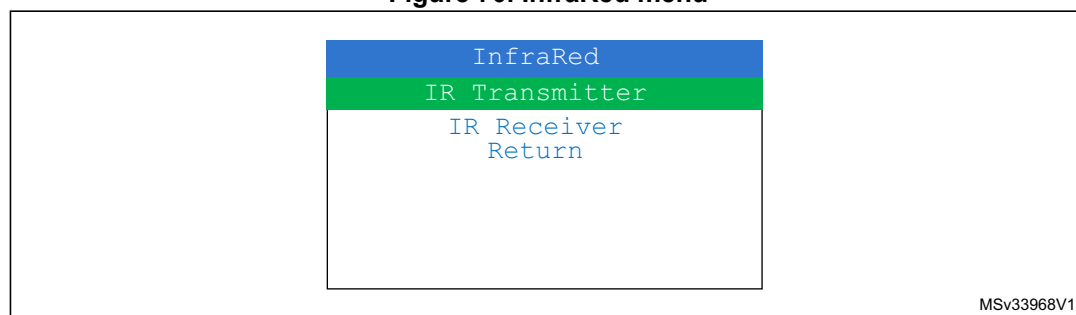 InfraRed
IR Transmitter
IR Receiver
Return
MSv33968V1